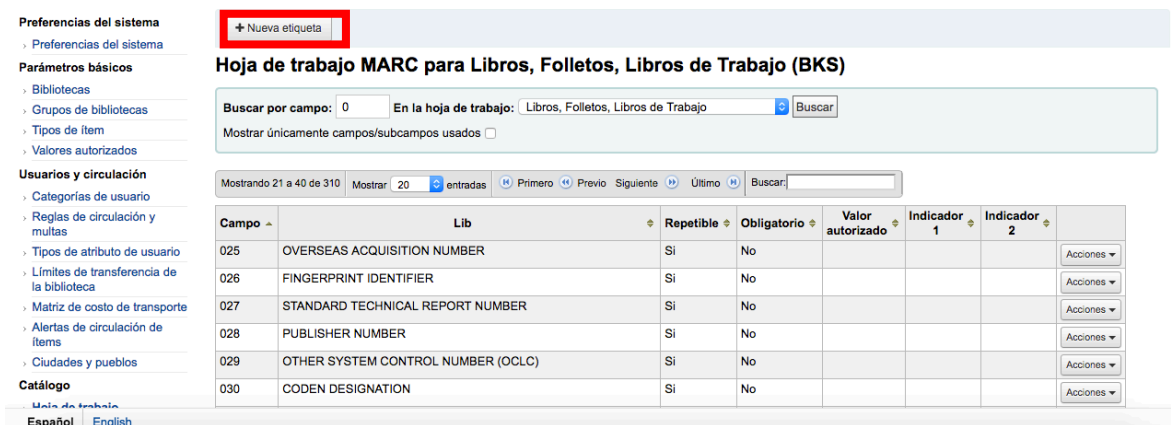 Preferencias del sistema
› Preferencias del sistema
Parámetros básicos
› Bibliotecas
› Grupos de bibliotecas
› Tipos de ítem
› Valores autorizados
Usuarios y circulación
› Categorías de usuario
› Reglas de circulación y
multas
› Tipos de atributo de usuario
› Límites de transferencia de
la biblioteca
› Matriz de costo de transporte
› Alertas de circulación de
ítems
› Ciudades y pueblos
Catálogo
› Hoja de trabajo
Español English
+ Nueva etiqueta
Hoja de trabajo MARC para Libros, Folletos, Libros de Trabajo (BKS)
Buscar por campo: 0 En la hoja de trabajo: Libros, Folletos, Libros de Trabajo Buscar
Mostrar únicamente campos/subcampos usados
Mostrando 21 a 40 de 310 Mostrar 20 entradas Primero Previo Siguiente Último Buscar:
Campo Lib Repetible Obligatorio Valor autorizado Indicador 1 Indicador 2
025 OVERSEAS ACQUISITION NUMBER Si No Acciones
026 FINGERPRINT IDENTIFIER Si No Acciones
027 STANDARD TECHNICAL REPORT NUMBER Si No Acciones
028 PUBLISHER NUMBER Si No Acciones
029 OTHER SYSTEM CONTROL NUMBER (OCLC) Si No Acciones
030 CODEN DESIGNATION Si No Acciones